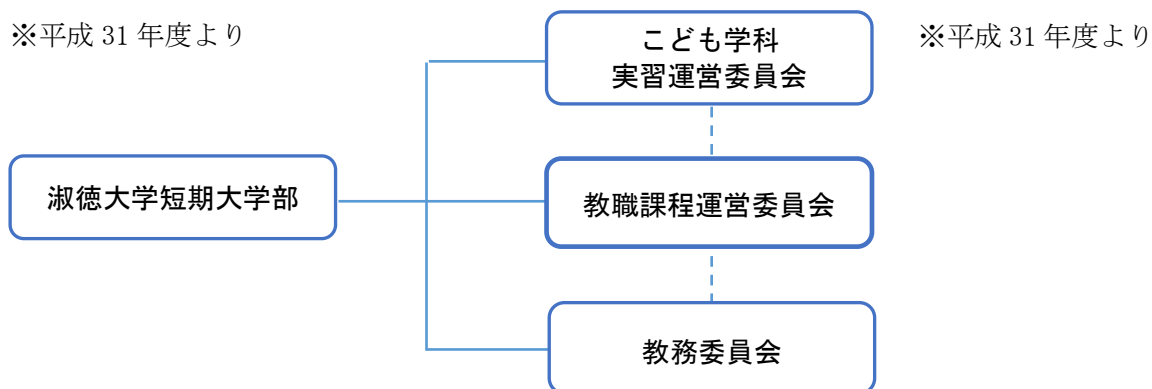 ※平成 31 年度より
こども学科
実習運営委員会
※平成 31 年度より
淑徳大学短期大学部
教職課程運営委員会
教務委員会